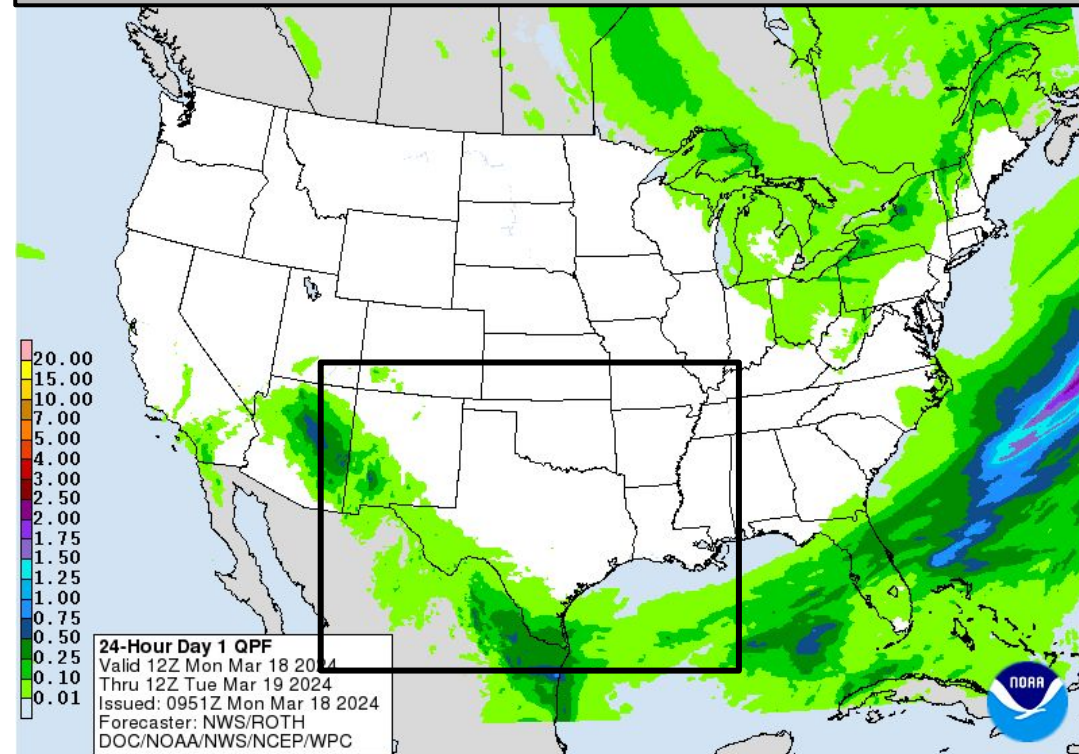 20.00
15.00
10.00
7.00
5.00
4.00
3.00
2.50
2.00
1.75
1.50
1.25
1.00
0.75
0.50
0.25
0.10
0.01
24-Hour Day 1 QPF
Valid 12Z Mon Mar 18 2024
Thru 12Z Tue Mar 19 2024
Issued: 0951Z Mon Mar 18 2024
Forecaster: NWS/ROTH
DOC/NOAA/NWS/NCEP/WPC
NOAA